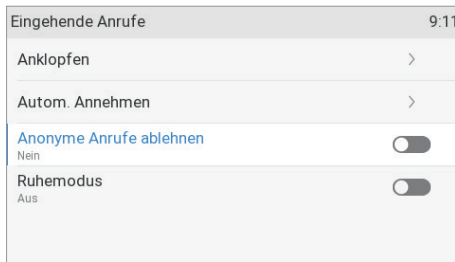 Eingehende Anrufe 9:11
Anklopfen
Autom. Annehmen
Anonyme Anrufe ablehnen
Nein
Ruhemodus
Aus